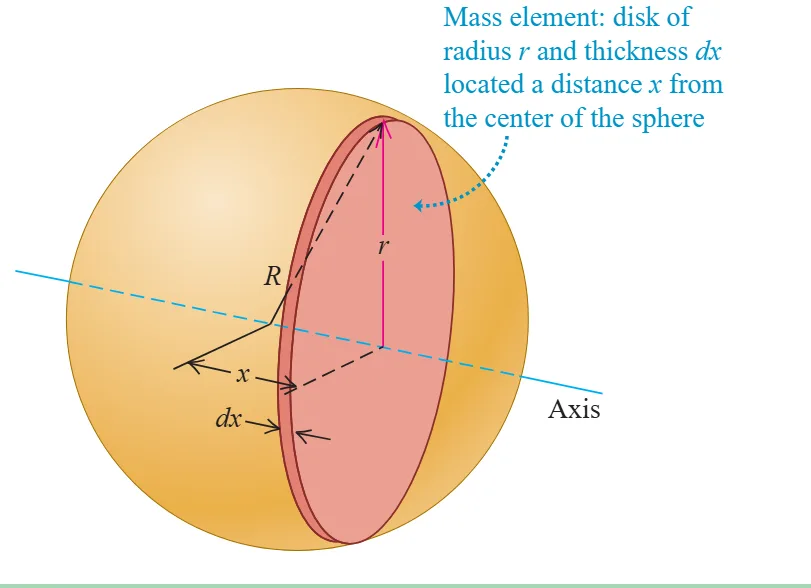 Mass element: disk of
radius r and thickness dx
located a distance x from
the center of the sphere
r
R
x
dx
Axis